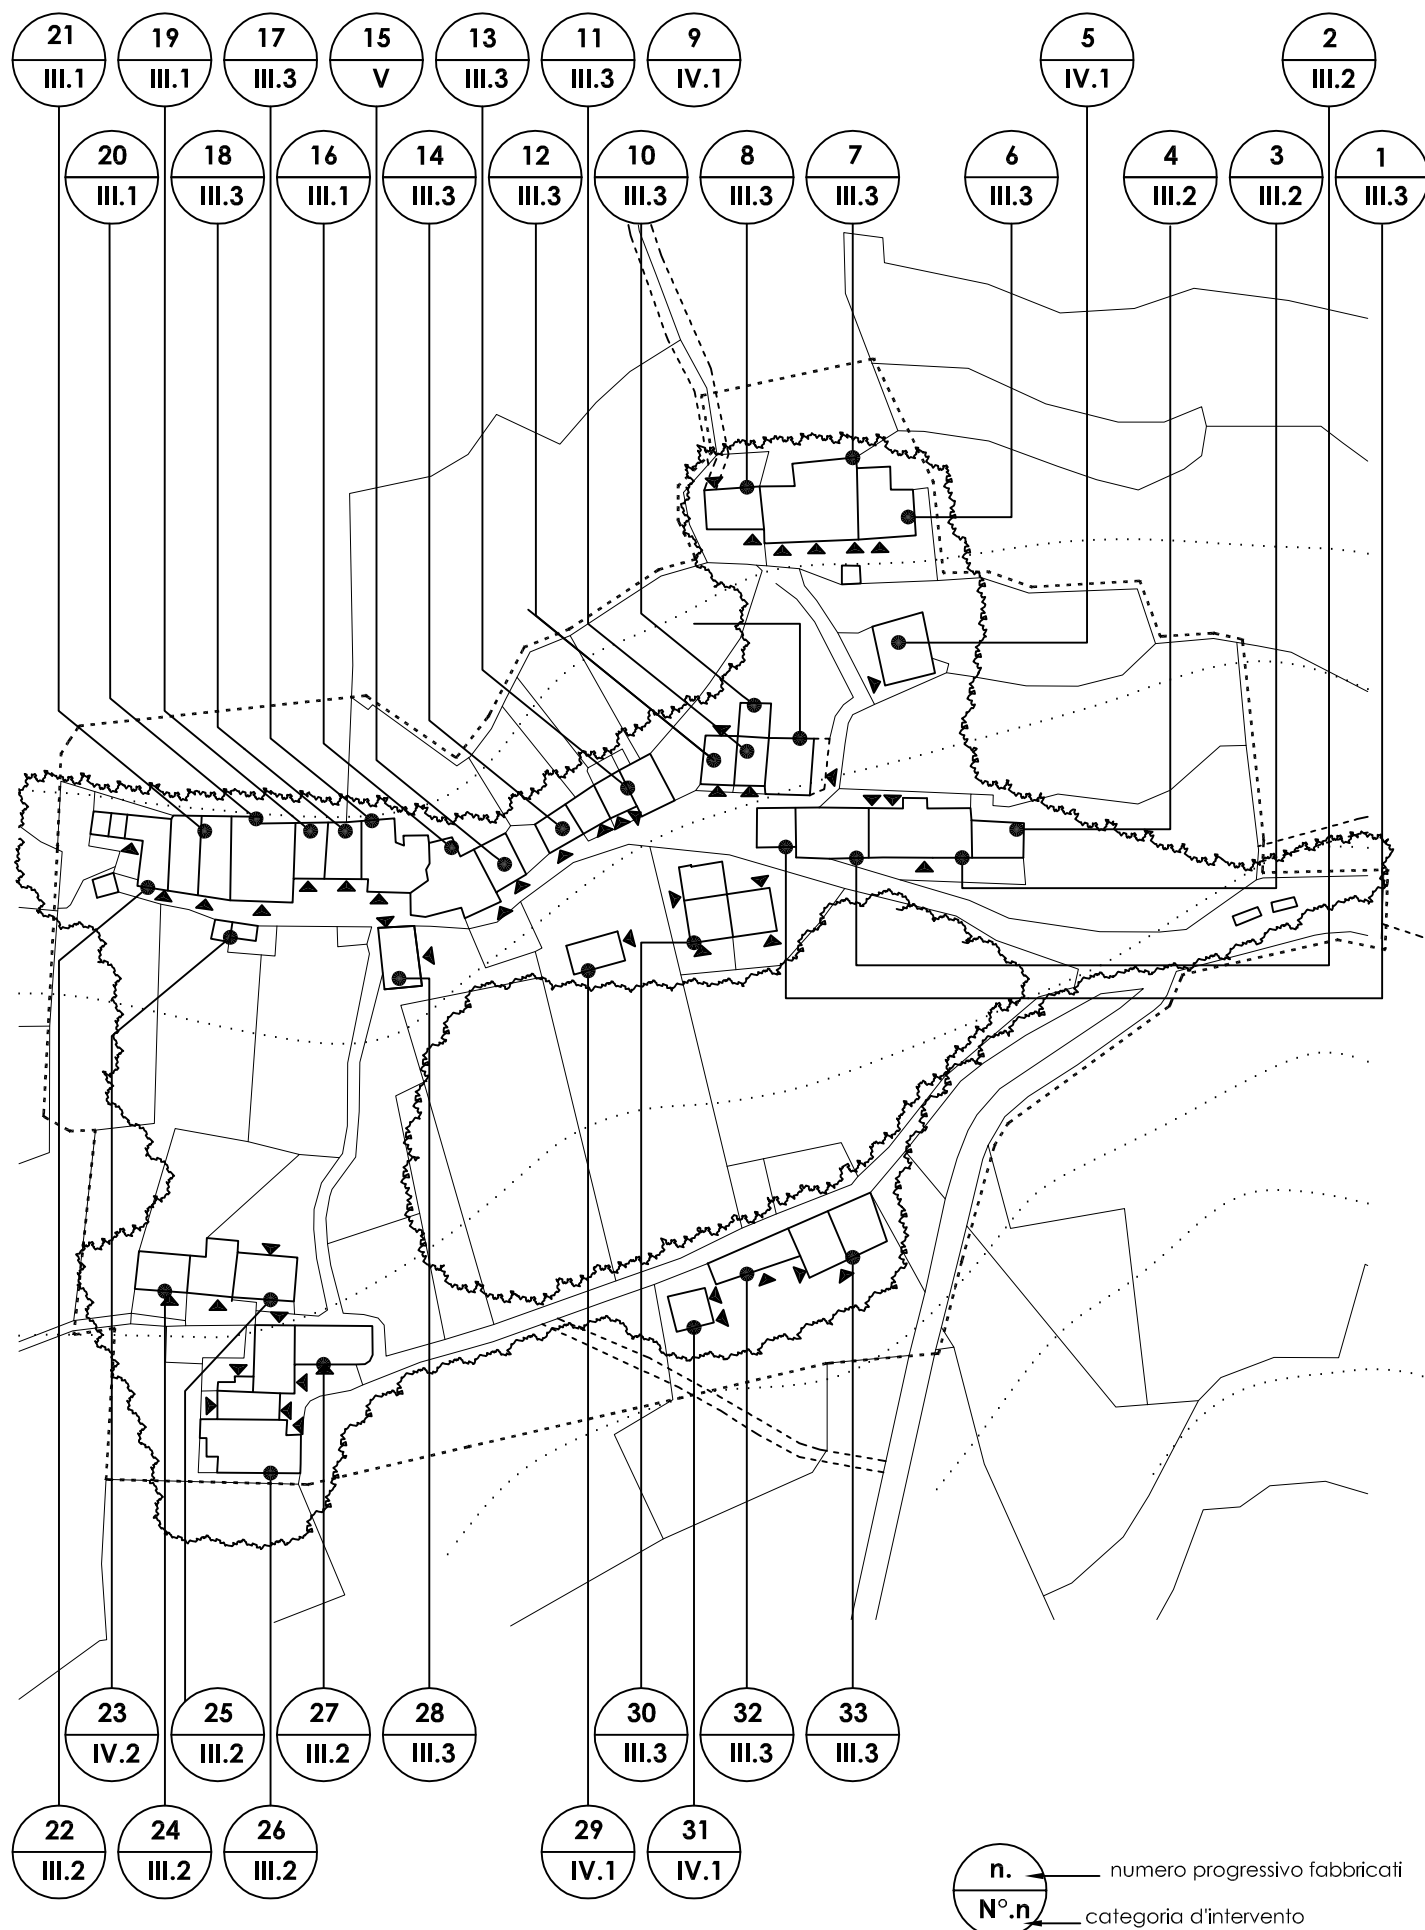 21 19 17 15 13 11 9 5 2
III.1 III.1 III.3 V III.3 III.3 IV.1 IV.1 III.2
20 18 16 14 12 10 8 7 6 4 3 1
III.1 III.3 III.1 III.3 III.3 III.3 III.3 III.3 III.3 III.2 III.2 III.3
23 25 27 28 30 32 33
IV.2 III.2 III.2 III.3 III.3 III.3 III.3
22 24 26 29 31
III.2 III.2 III.2 IV.1 IV.1
n. numero progressivo fabbricati
N°.n categoria d'intervento